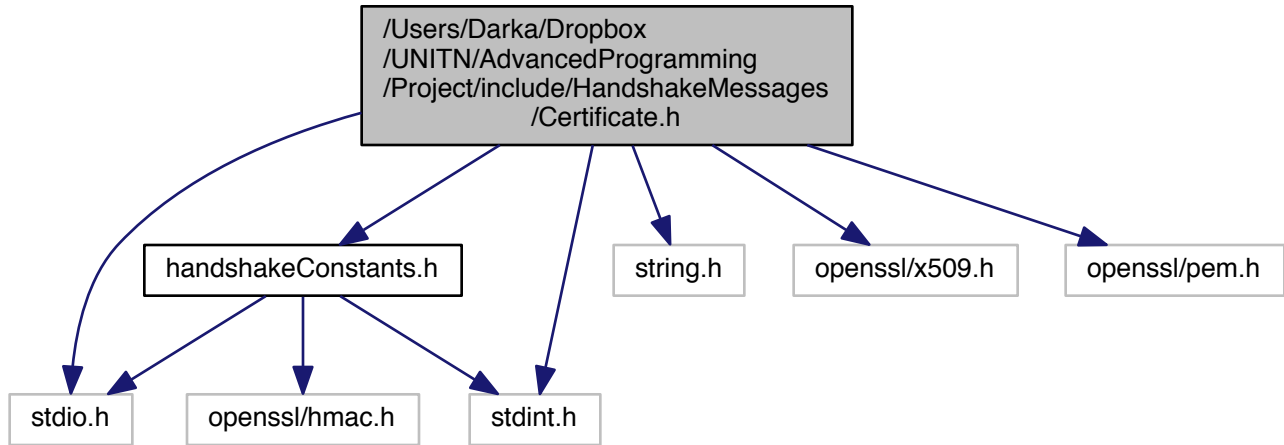 /Users/Darka/Dropbox
/UNITN/AdvancedProgramming
/Project/include/HandshakeMessages
/Certificate.h
handshakeConstants.h
string.h
openssl/x509.h
openssl/pem.h
stdio.h
openssl/hmac.h
stdint.h